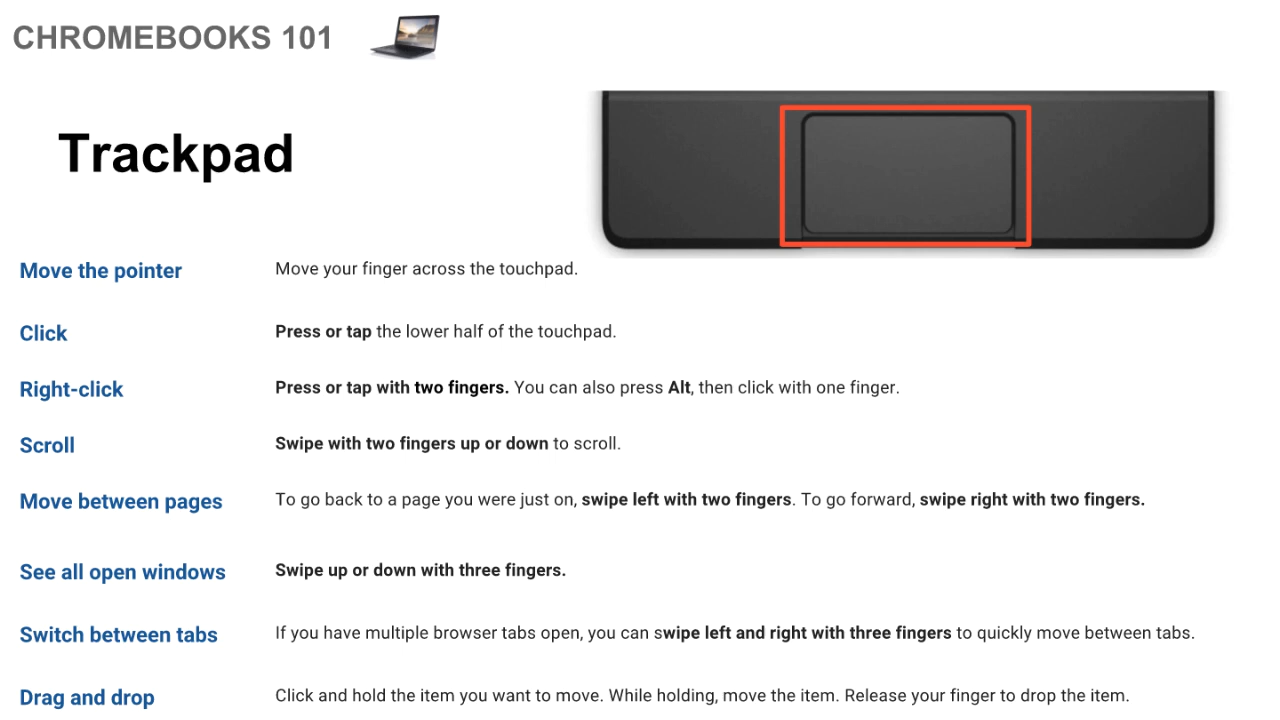 CHROMEBOOKS 101
Trackpad
Move the pointer Move your finger across the touchpad.
Click Press or tap the lower half of the touchpad.
Right-click Press or tap with two fingers. You can also press Alt, then click with one finger.
Scroll Swipe with two fingers up or down to scroll.
Move between pages To go back to a page you were just on, swipe left with two fingers. To go forward, swipe right with two fingers.
See all open windows Swipe up or down with three fingers.
Switch between tabs If you have multiple browser tabs open, you can swipe left and right with three fingers to quickly move between tabs.
Drag and drop Click and hold the item you want to move. While holding, move the item. Release your finger to drop the item.